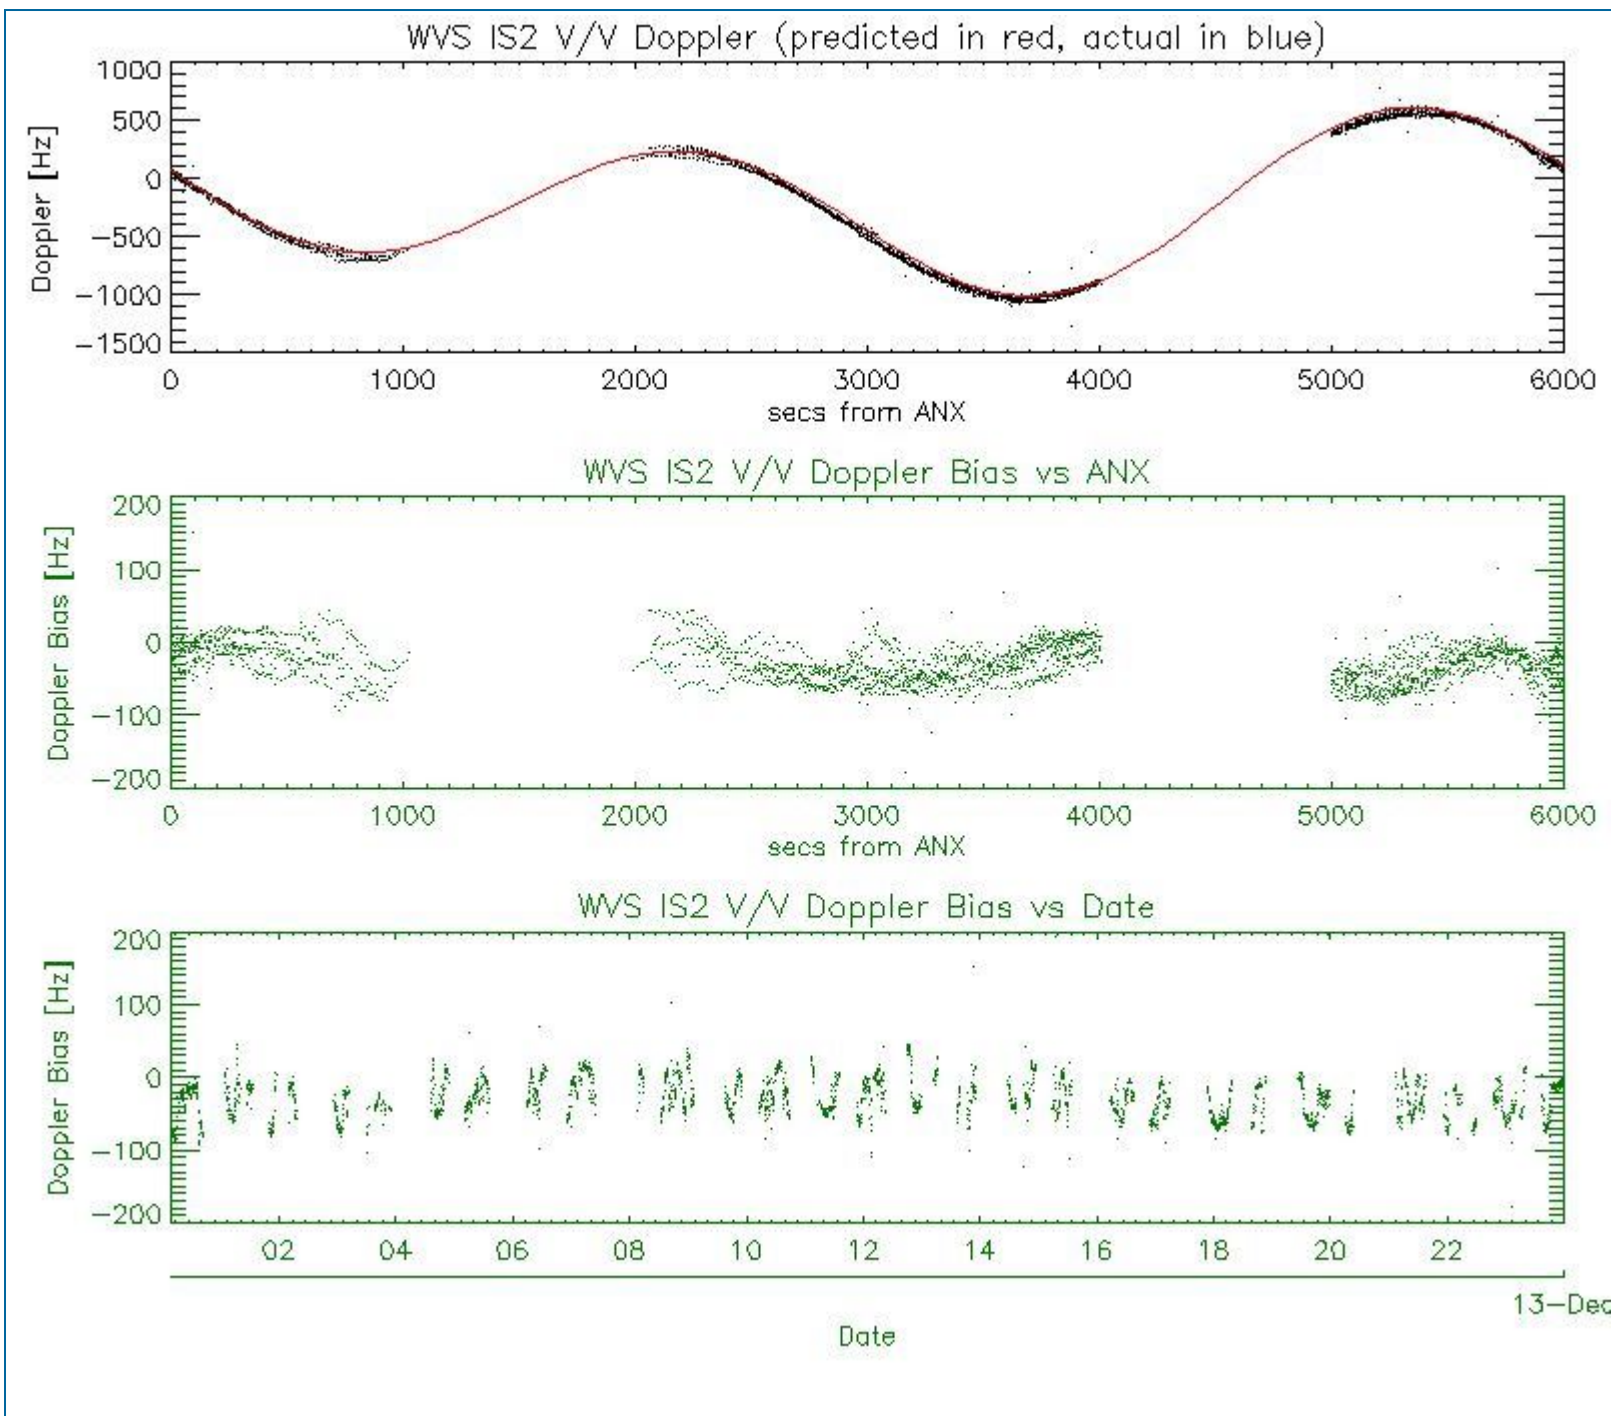 WVS IS2 V/V Doppler (predicted in red, actual in blue)
1000
500
0
-500
-1000
-1500
Doppler [Hz]
0 1000 2000 3000 4000 5000 6000
secs from ANX
WVS IS2 V/V Doppler Bias vs ANX
200
100
0
-100
-200
Doppler Bias [Hz]
0 1000 2000 3000 4000 5000 6000
secs from ANX
WVS IS2 V/V Doppler Bias vs Date
200
100
0
-100
-200
Doppler Bias [Hz]
02 04 06 08 10 12 14 16 18 20 22
13-Dec
Date